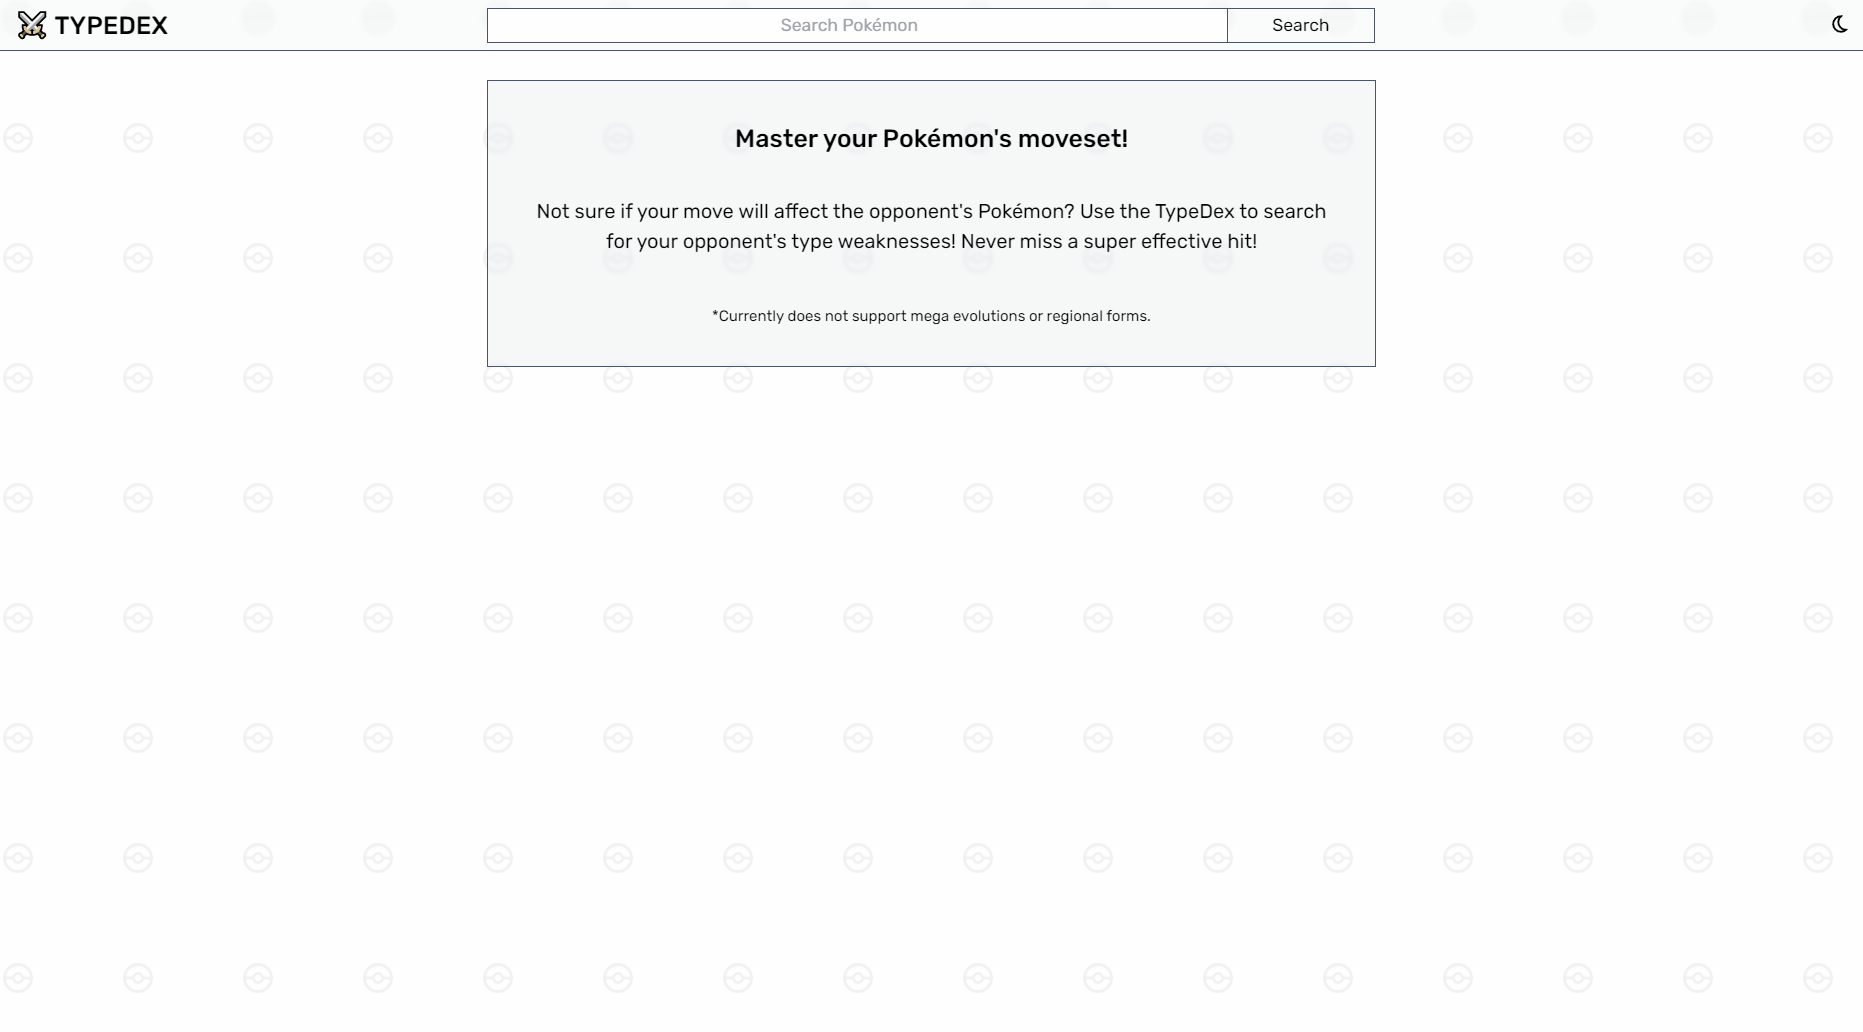 TYPEDEX
Search Pokémon
Search
Master your Pokémon's moveset!
Not sure if your move will affect the opponent's Pokémon? Use the TypeDex to search
for your opponent's type weaknesses! Never miss a super effective hit!
*Currently does not support mega evolutions or regional forms.